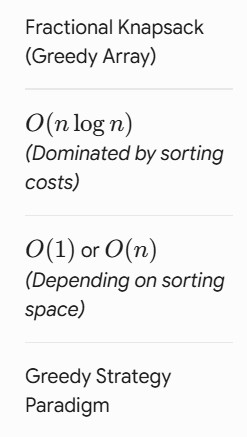 Fractional Knapsack
(Greedy Array)
O(n log n)
(Dominated by sorting
costs)
O(1) or O(n)
(Depending on sorting
space)
Greedy Strategy
Paradigm